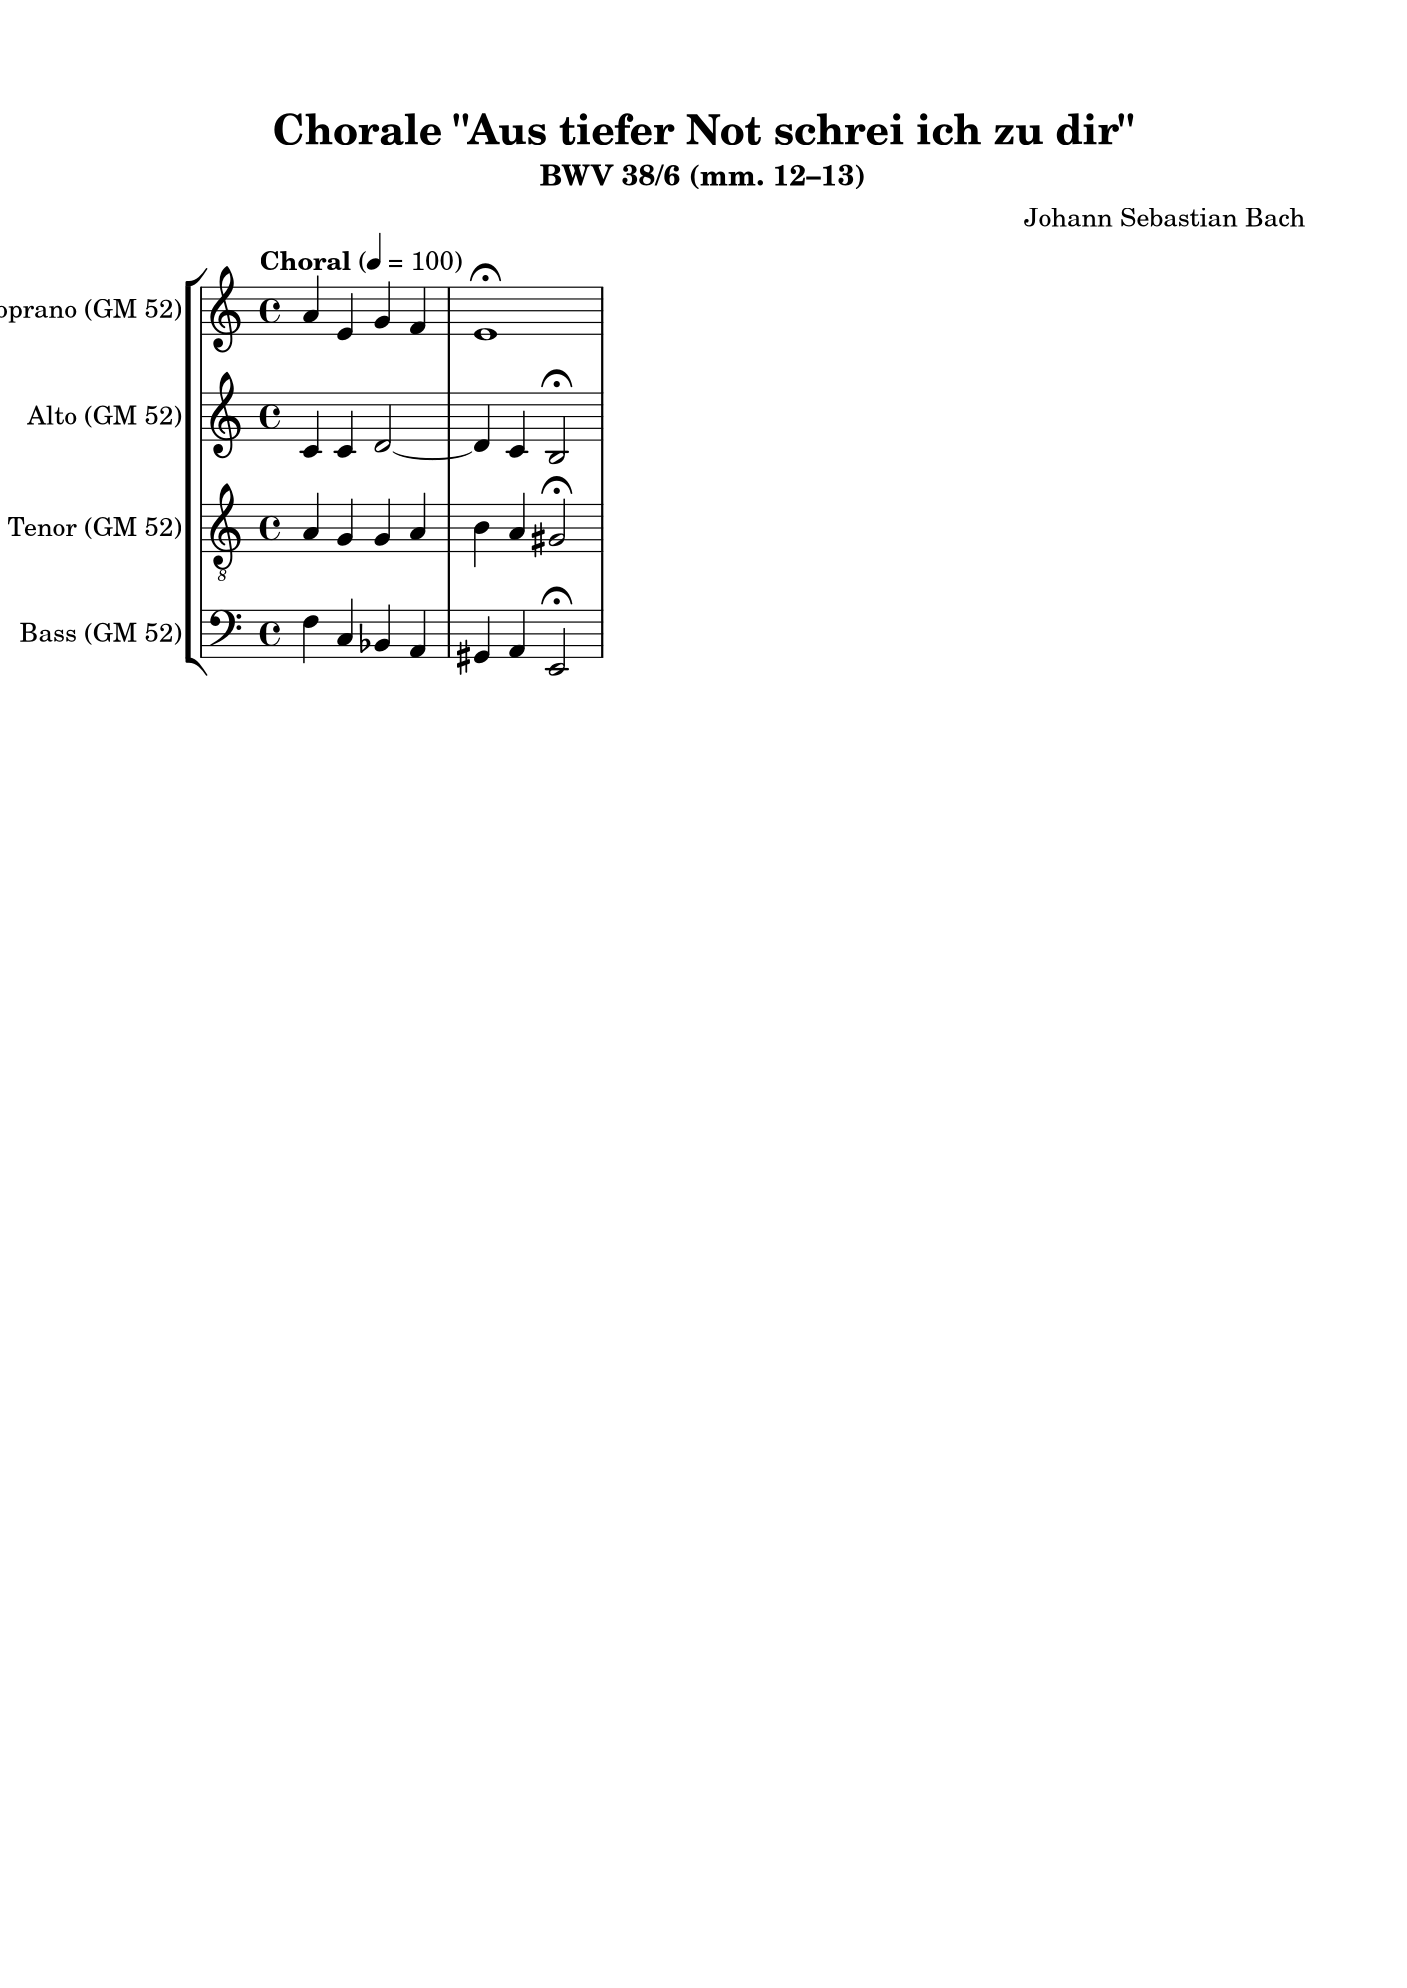 Chorale "Aus tiefer Not schrei ich zu dir"
BWV 38/6 (mm. 12–13)
Johann Sebastian Bach
Choral (♩ = 100)
oprano (GM 52)
Alto (GM 52)
Tenor (GM 52)
8
Bass (GM 52)